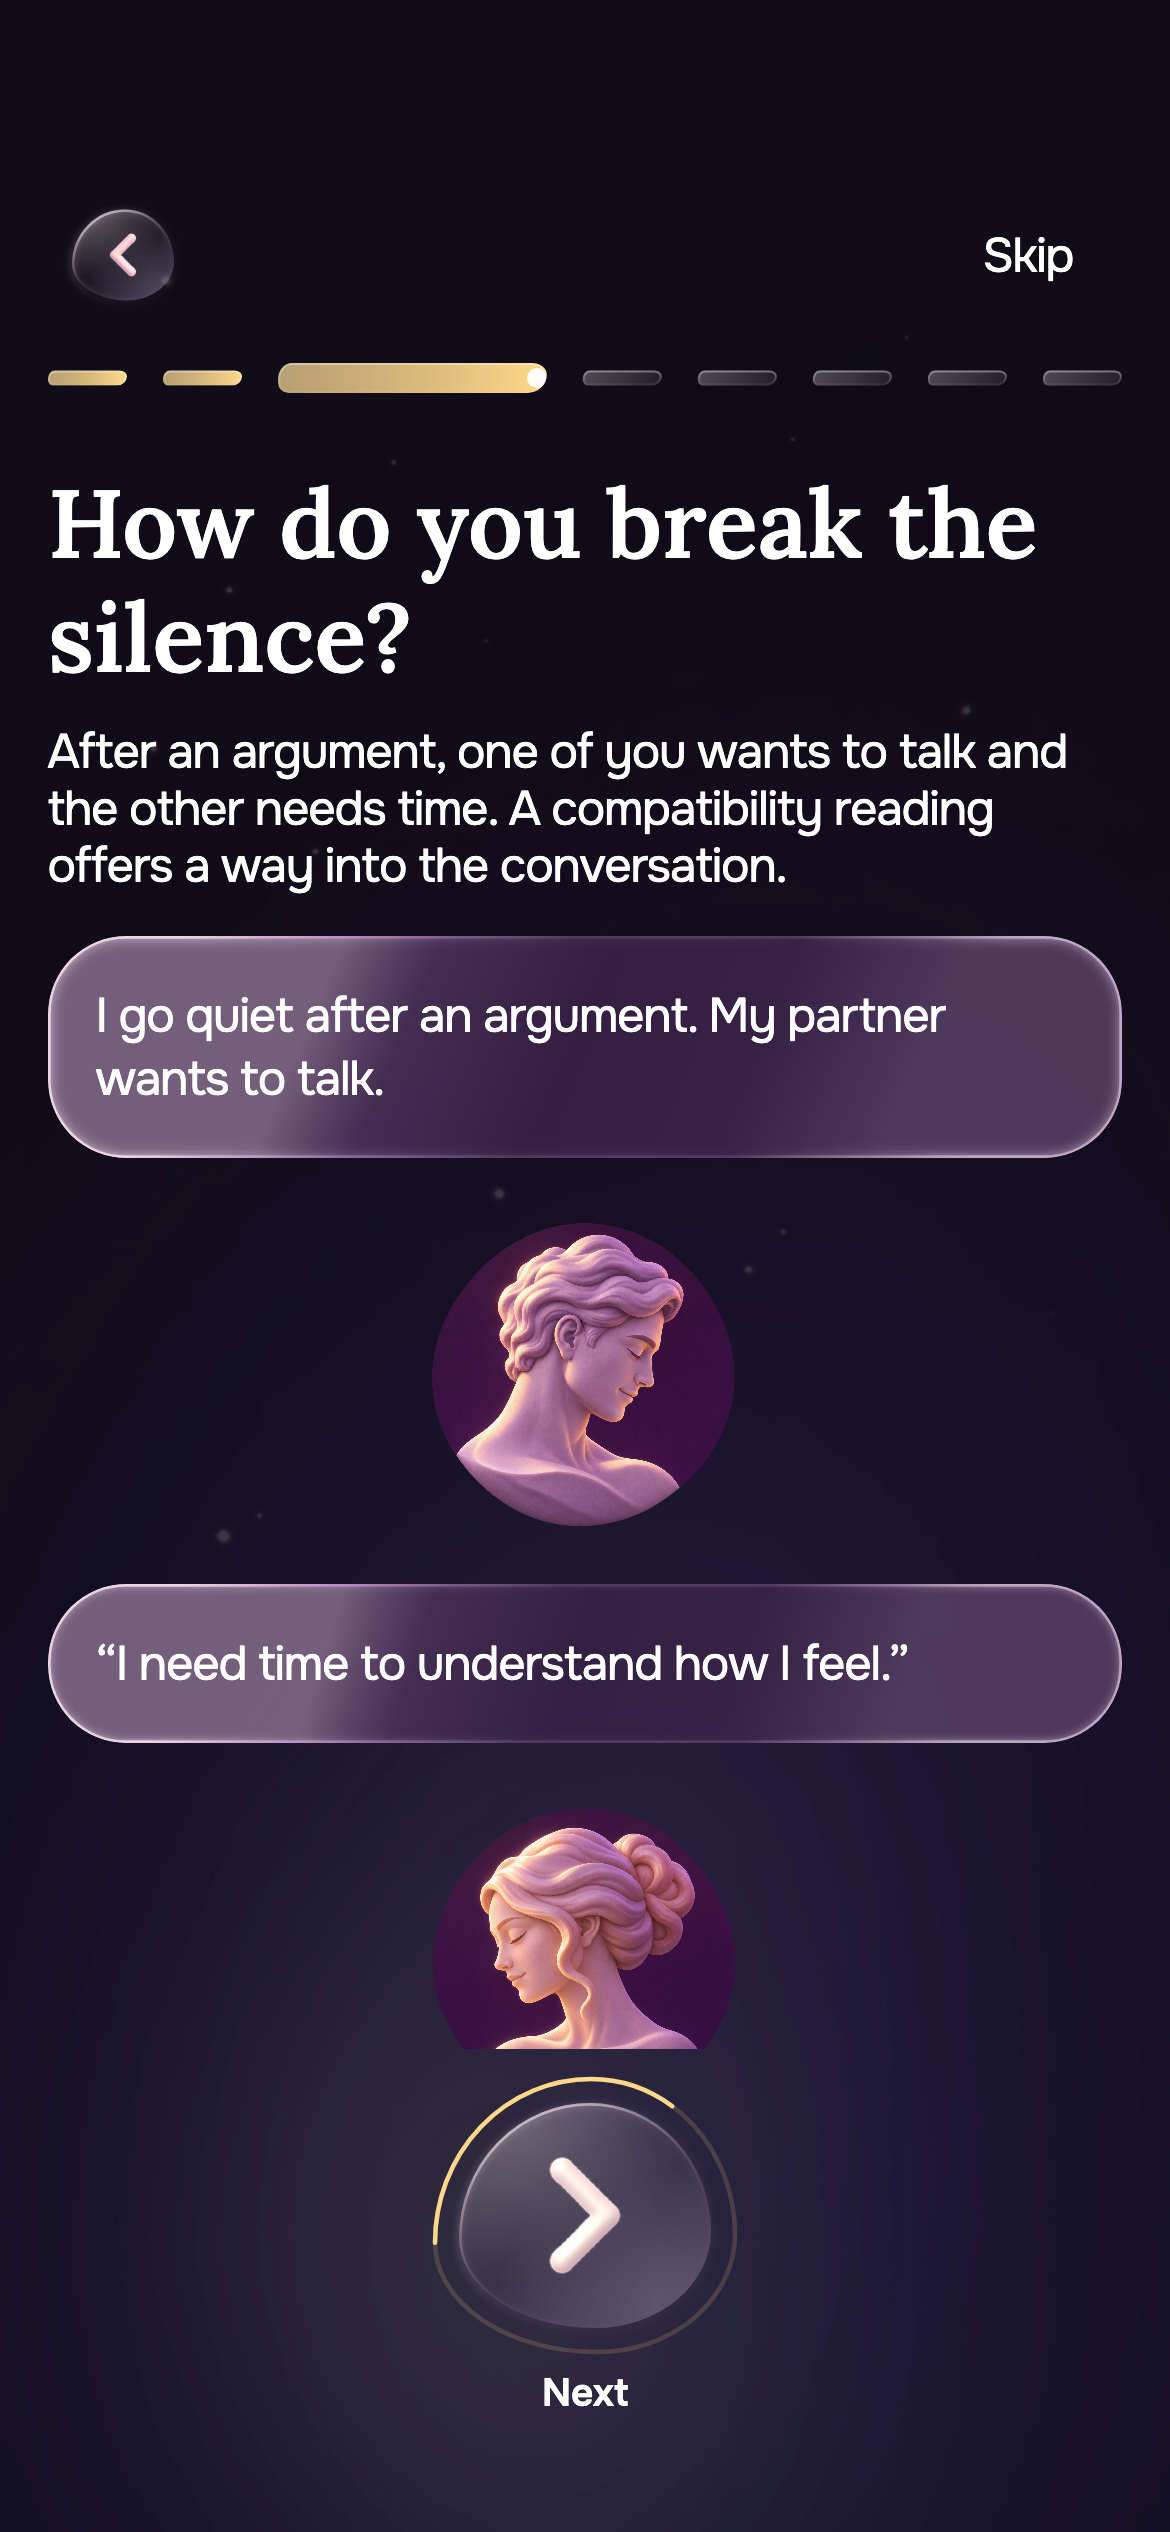 Skip
How do you break the
silence?
After an argument, one of you wants to talk and
the other needs time. A compatibility reading
offers a way into the conversation.
I go quiet after an argument. My partner
wants to talk.
“I need time to understand how I feel.”
Next